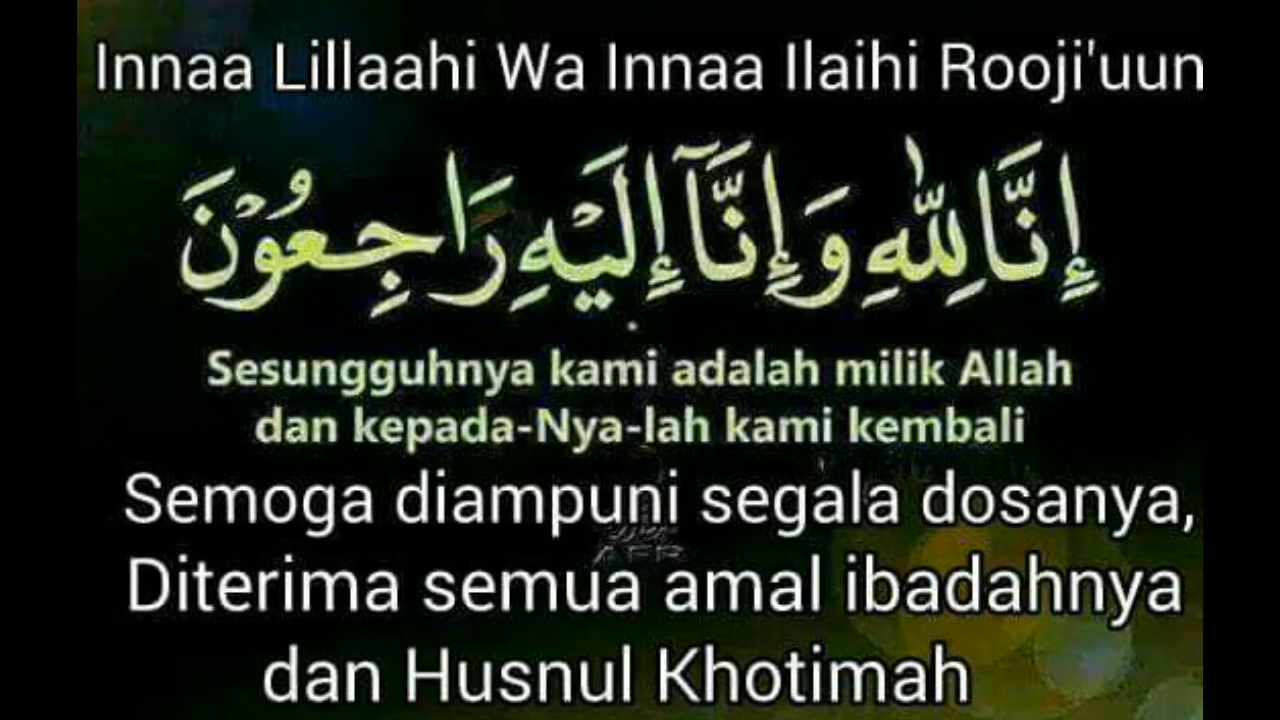 Innaa Lillaahi Wa Innaa Ilaihi Rooji'uun
إِنَّا لِلّٰهِ وَإِنَّآ إِلَيْهِ رَاجِعُوْنَ
Sesungguhnya kami adalah milik Allah
dan kepada-Nya-lah kami kembali
Semoga diampuni segala dosanya,
Diterima semua amal ibadahnya
dan Husnul Khotimah